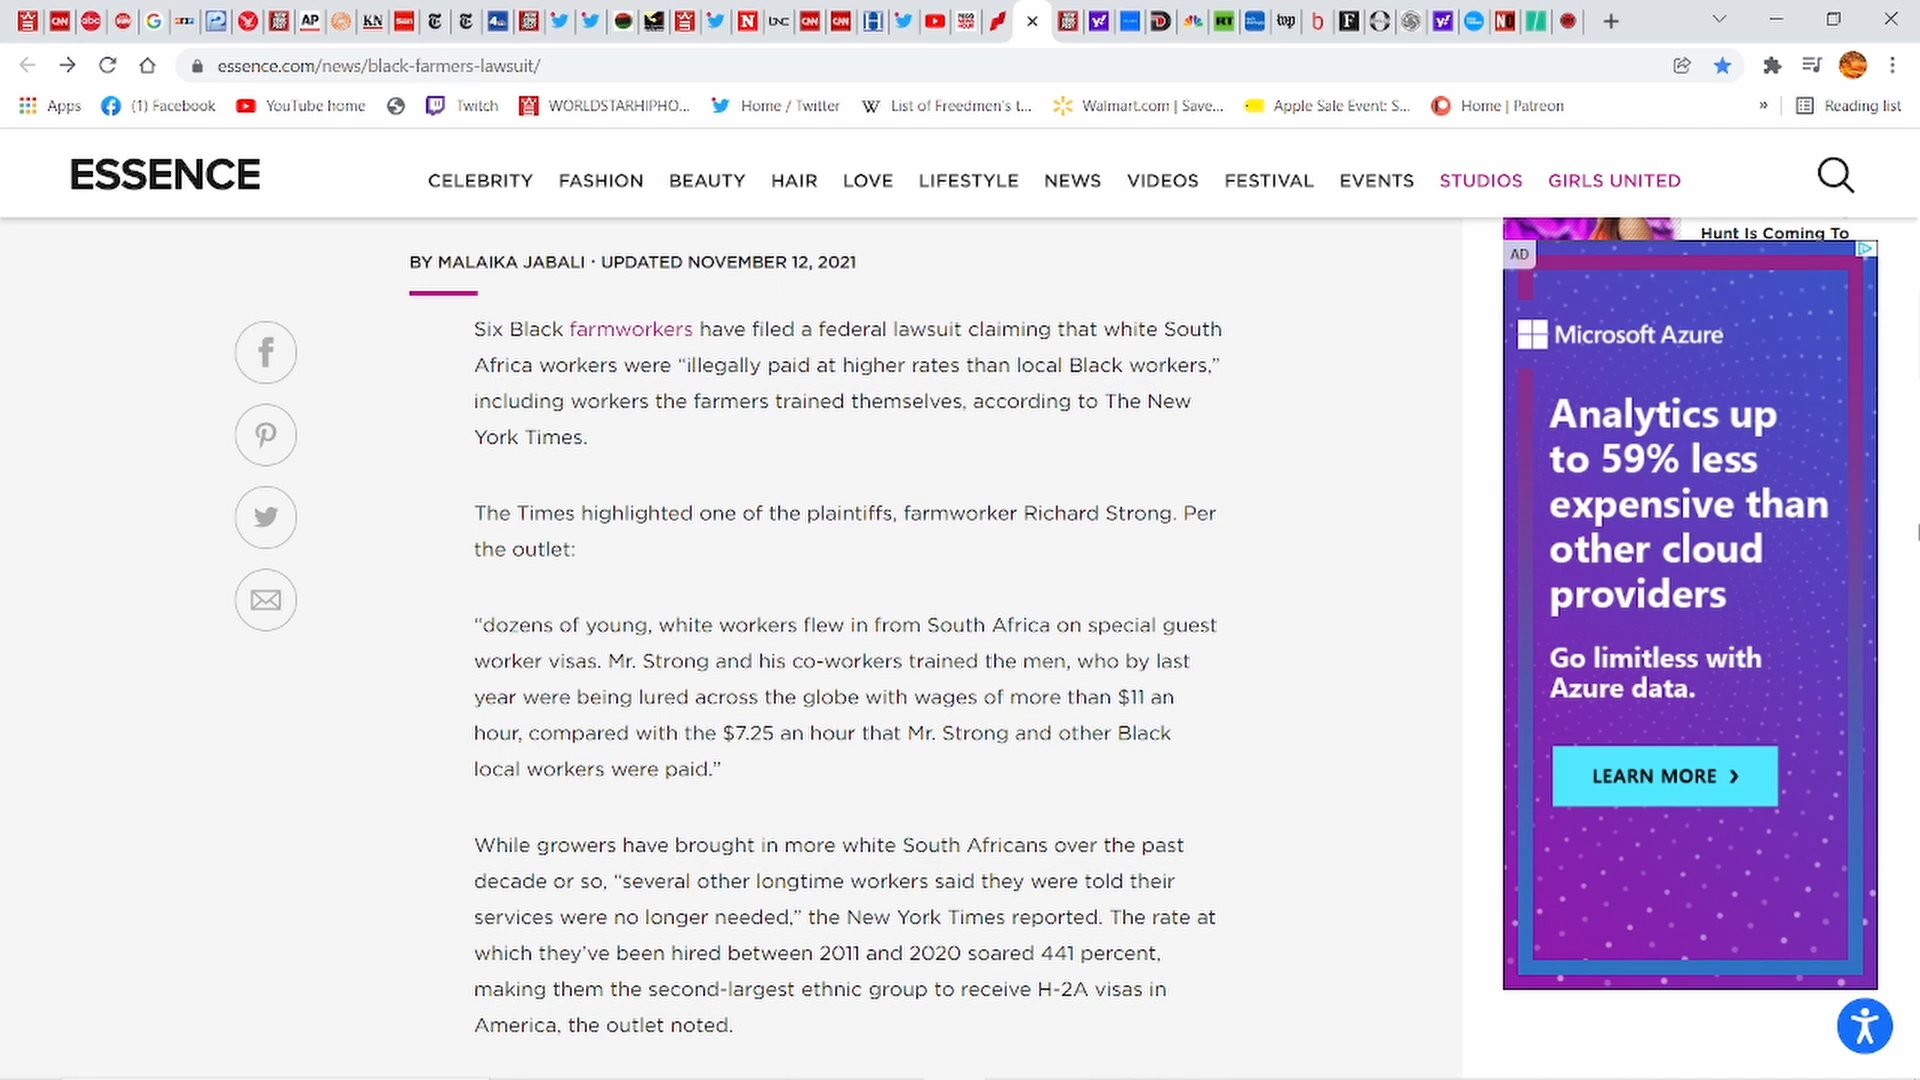 essence.com/news/black-farmers-lawsuit/
Apps
(1) Facebook
YouTube home
Twitch
WORLDSTARHIPHO...
Home / Twitter
List of Freedmen's t...
Walmart.com | Save...
Apple Sale Event: S...
Home | Patreon
»
Reading list
ESSENCE
CELEBRITY FASHION BEAUTY HAIR LOVE LIFESTYLE NEWS VIDEOS FESTIVAL EVENTS STUDIOS GIRLS UNITED
Hunt Is Coming To
BY MALAIKA JABALI · UPDATED NOVEMBER 12, 2021
Six Black farmworkers have filed a federal lawsuit claiming that white South
Africa workers were “illegally paid at higher rates than local Black workers,”
including workers the farmers trained themselves, according to The New
York Times.
The Times highlighted one of the plaintiffs, farmworker Richard Strong. Per
the outlet:
“dozens of young, white workers flew in from South Africa on special guest
worker visas. Mr. Strong and his co-workers trained the men, who by last
year were being lured across the globe with wages of more than $11 an
hour, compared with the $7.25 an hour that Mr. Strong and other Black
local workers were paid.”
While growers have brought in more white South Africans over the past
decade or so, “several other longtime workers said they were told their
services were no longer needed,” the New York Times reported. The rate at
which they’ve been hired between 2011 and 2020 soared 441 percent,
making them the second-largest ethnic group to receive H-2A visas in
America, the outlet noted.
AD
Microsoft Azure
Analytics up
to 59% less
expensive than
other cloud
providers
Go limitless with
Azure data.
LEARN MORE ›